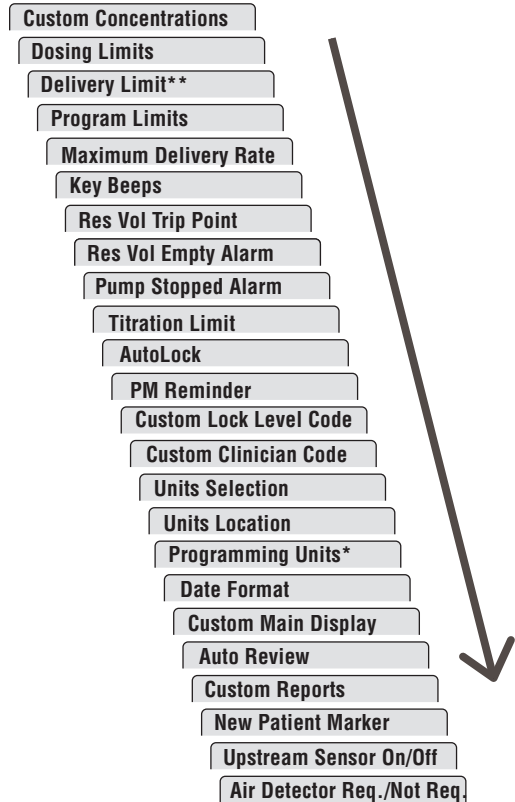 Custom Concentrations
Dosing Limits
Delivery Limit**
Program Limits
Maximum Delivery Rate
Key Beeps
Res Vol Trip Point
Res Vol Empty Alarm
Pump Stopped Alarm
Titration Limit
AutoLock
PM Reminder
Custom Lock Level Code
Custom Clinician Code
Units Selection
Units Location
Programming Units*
Date Format
Custom Main Display
Auto Review
Custom Reports
New Patient Marker
Upstream Sensor On/Off
Air Detector Req./Not Req.